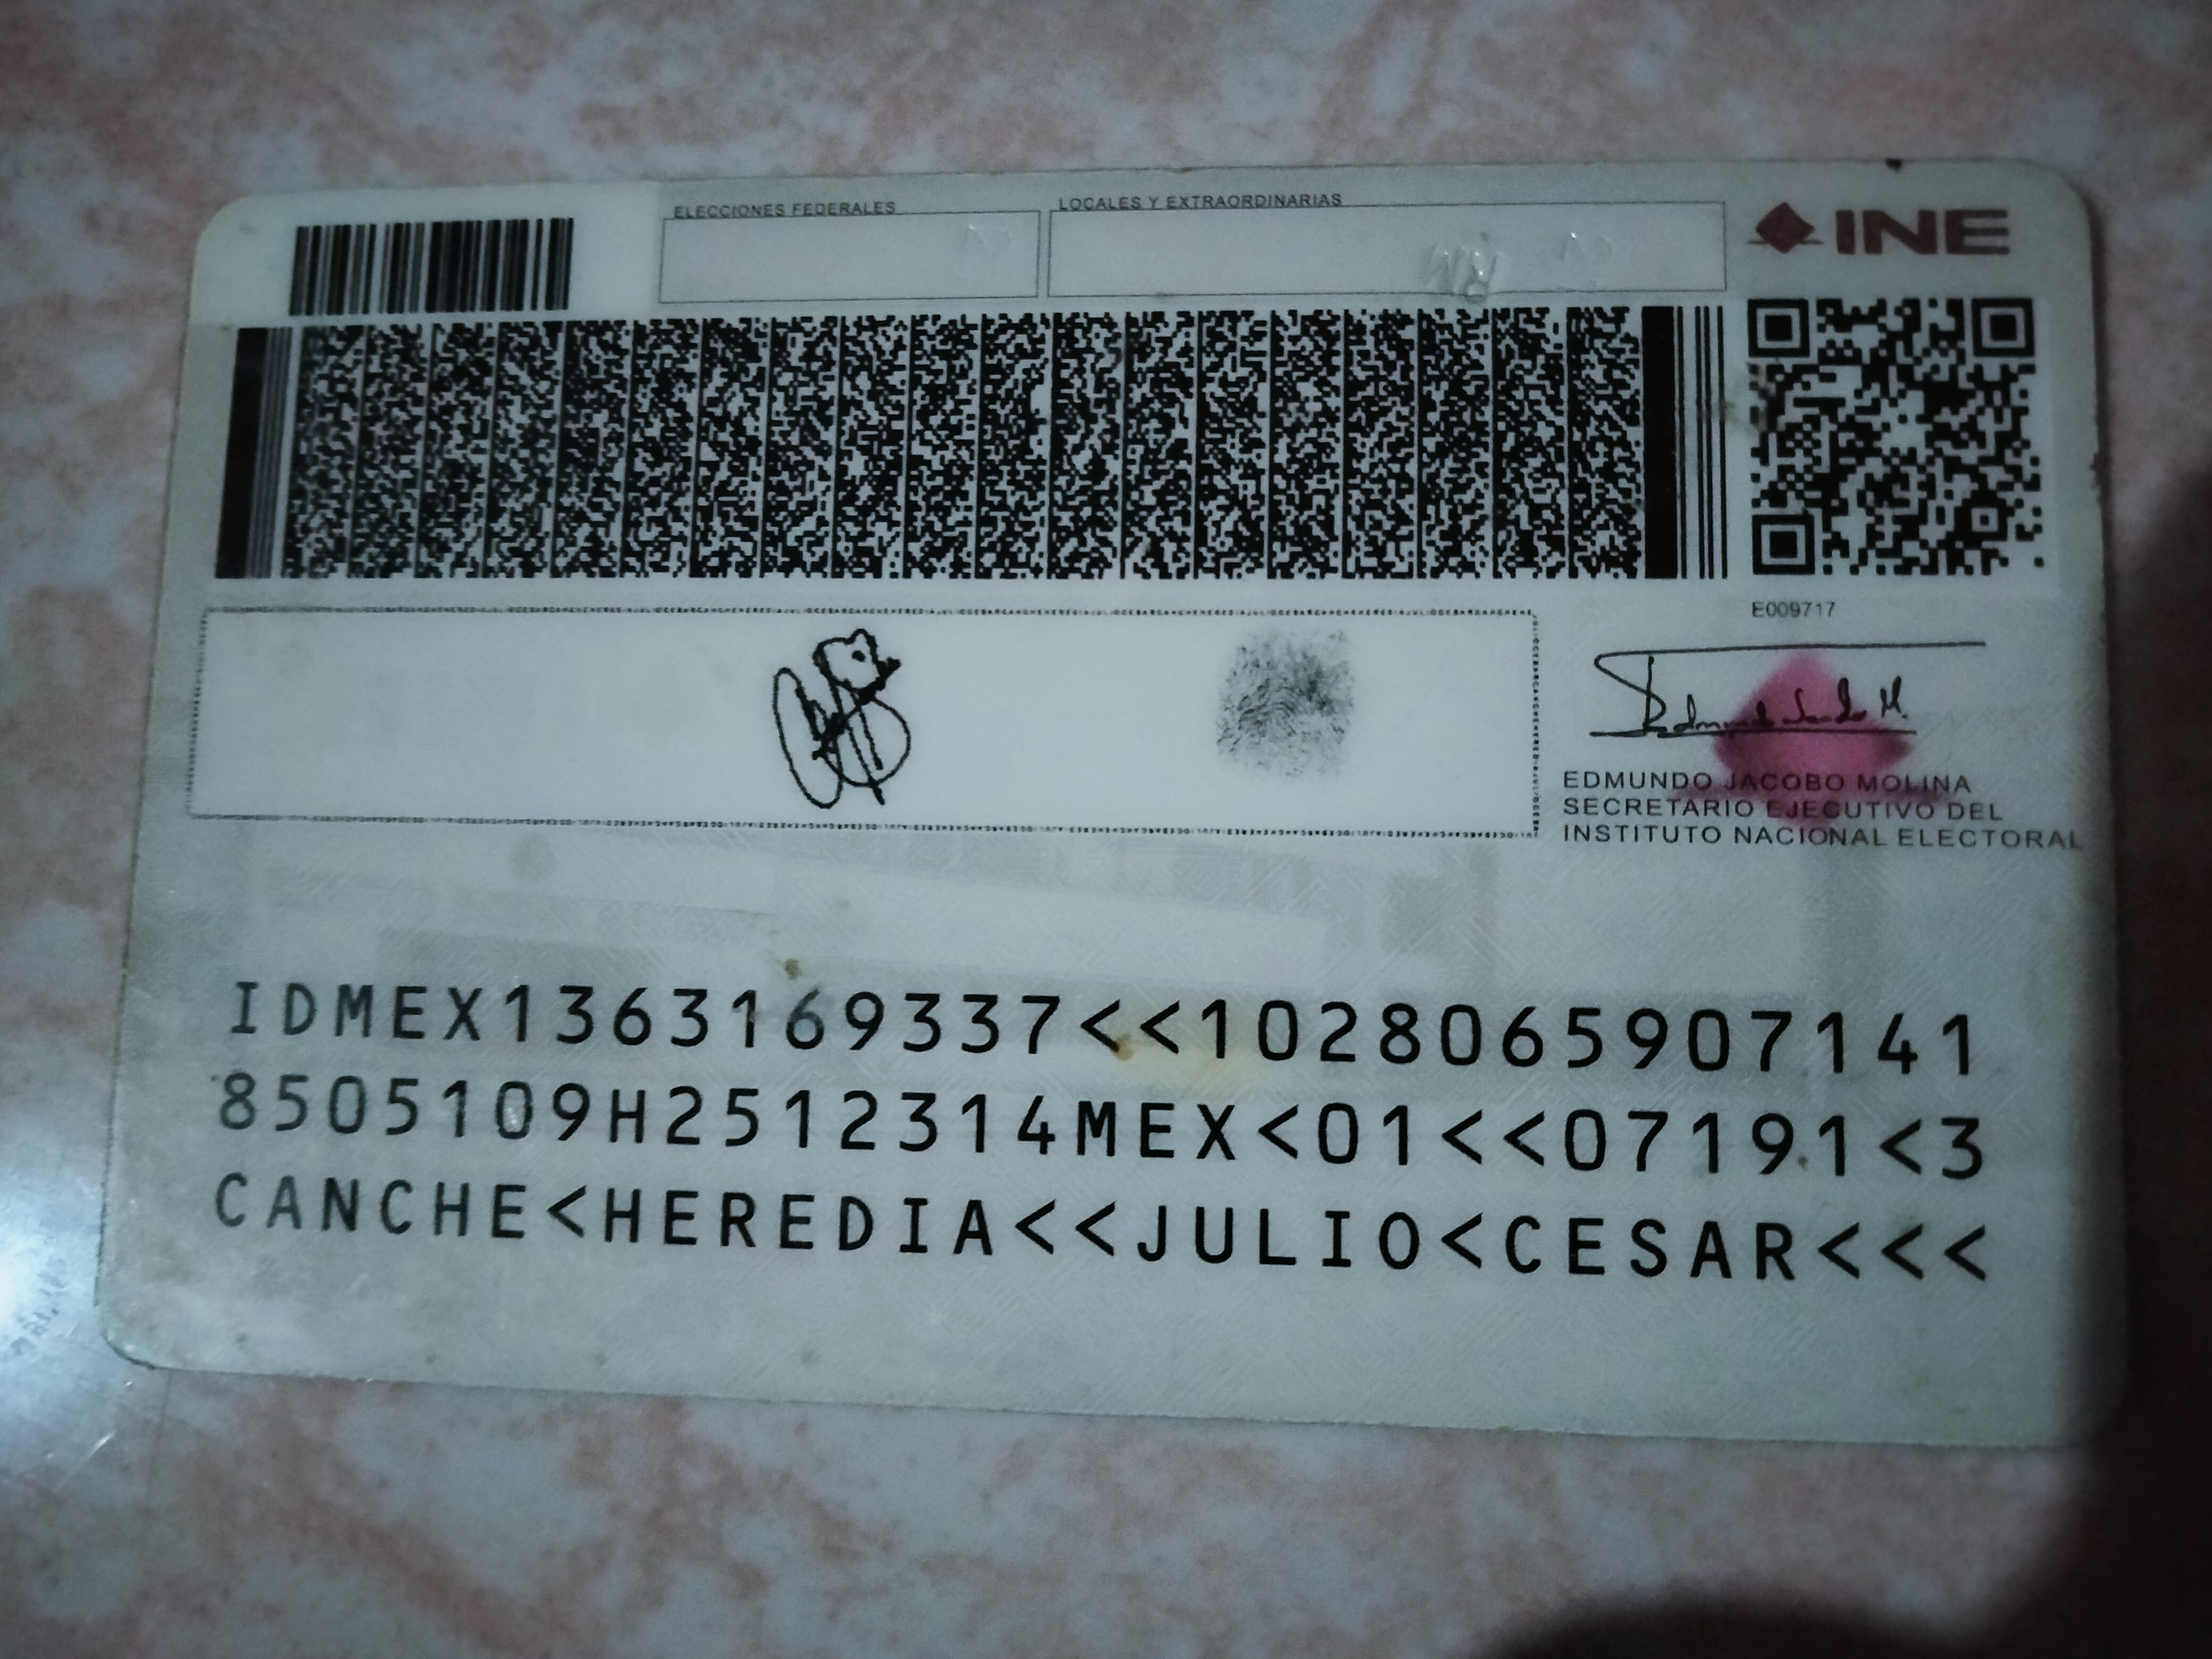 ELECCIONES FEDERALES
LOCALES Y EXTRAORDINARIAS
INE
E009717
EDMUNDO JACOBO MOLINA
SECRETARIO EJECUTIVO DEL
INSTITUTO NACIONAL ELECTORAL
IDMEX1363169337<<1028065907141
8505109H2512314MEX<01<<07191<3
CANCHE<HEREDIA<<JULIO<CESAR<<<